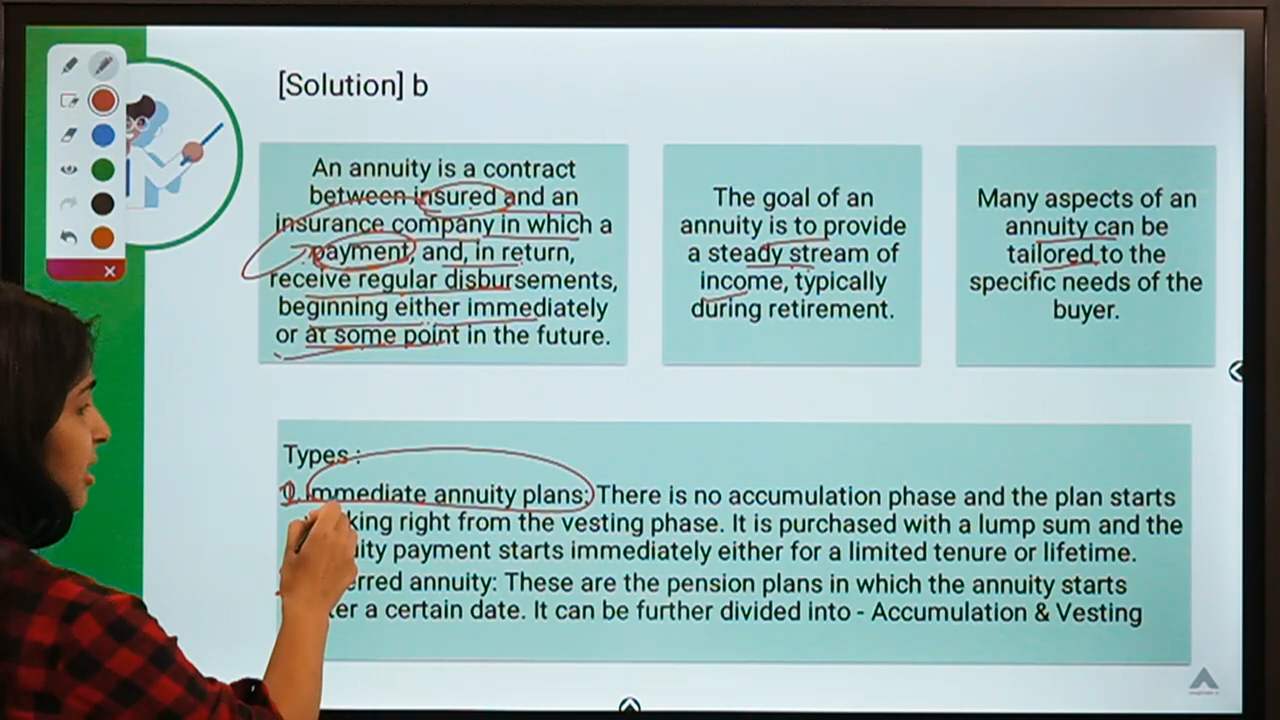 [Solution] b
An annuity is a contract
between insured and an
insurance company in which a
payment, and, in return,
receive regular disbursements,
beginning either immediately
or at some point in the future.
The goal of an
annuity is to provide
a steady stream of
income, typically
during retirement.
Many aspects of an
annuity can be
tailored to the
specific needs of the
buyer.
Types :
Immediate annuity plans: There is no accumulation phase and the plan starts
king right from the vesting phase. It is purchased with a lump sum and the
ity payment starts immediately either for a limited tenure or lifetime.
erred annuity: These are the pension plans in which the annuity starts
ter a certain date. It can be further divided into - Accumulation & Vesting